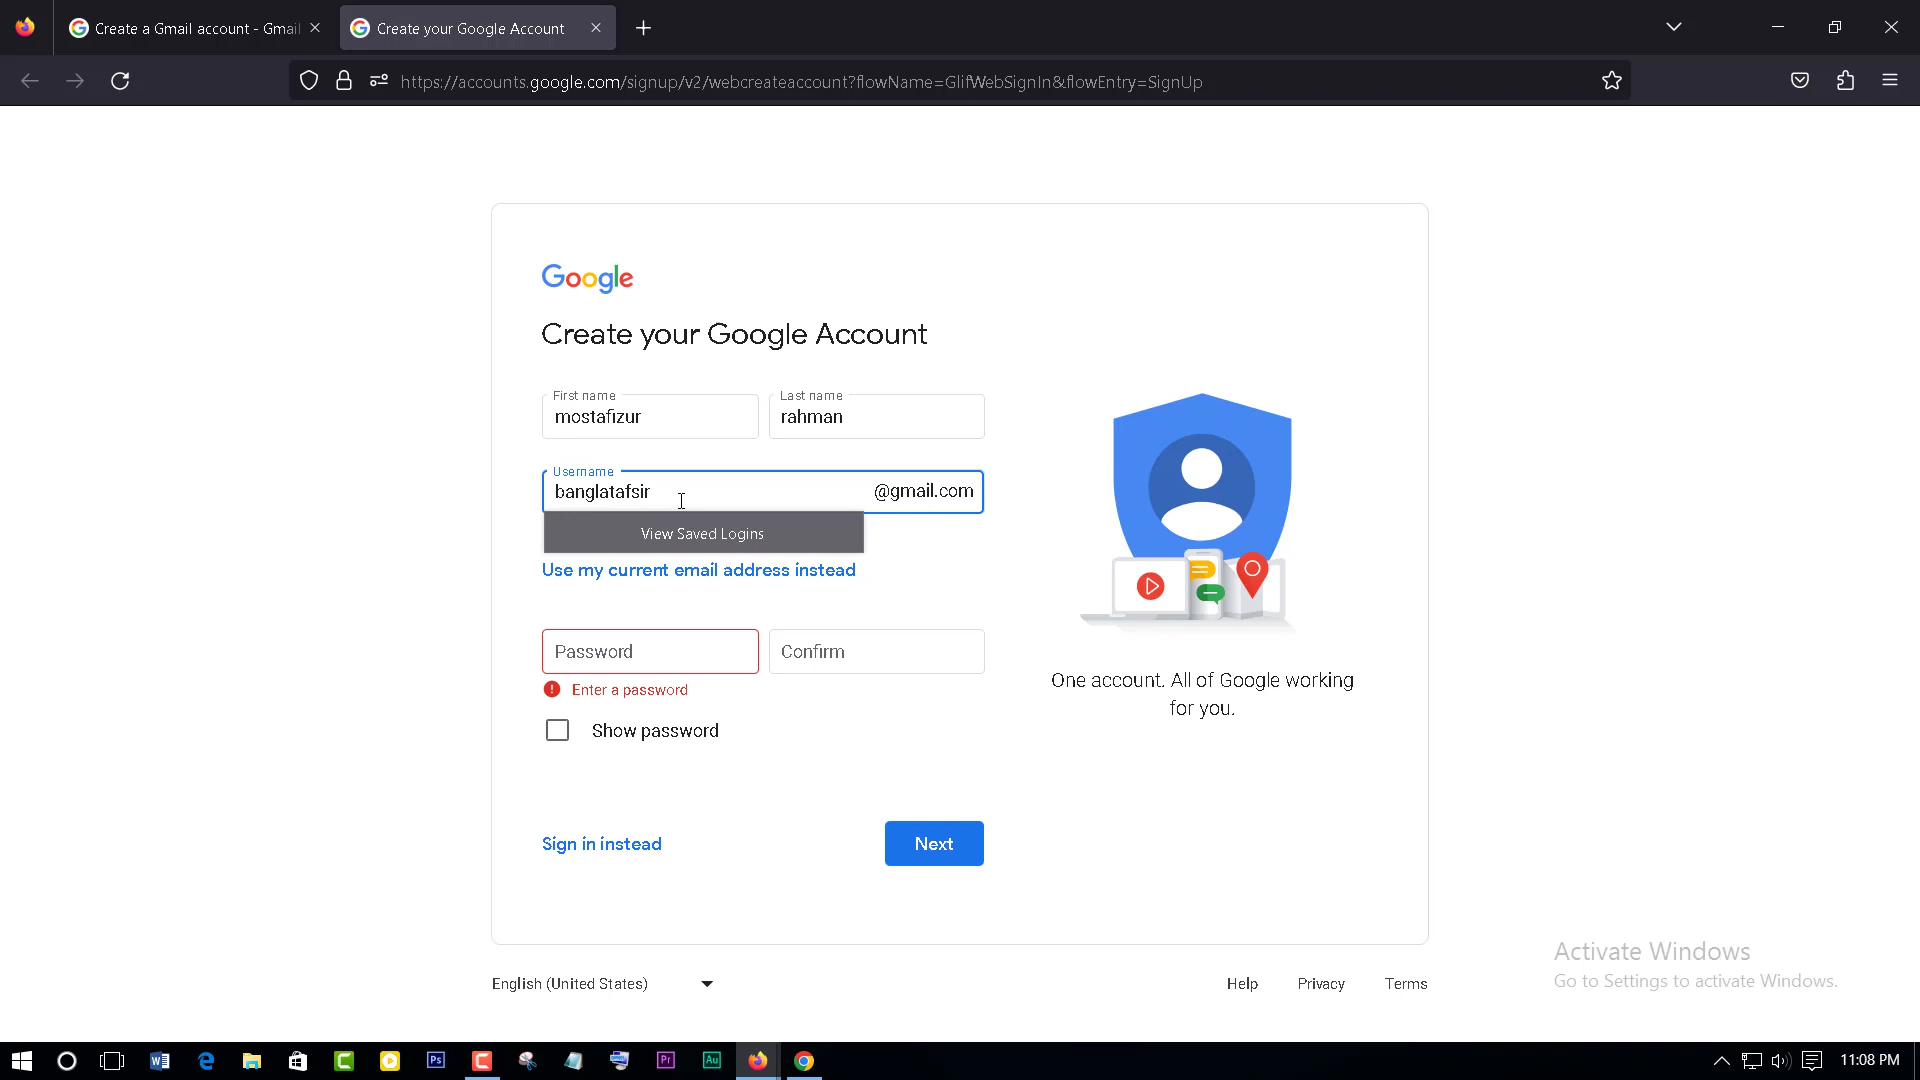 Create a Gmail account - Gmail
Create your Google Account
https://accounts.google.com/signup/v2/webcreateaccount?flowName=GlifWebSignIn&flowEntry=SignUp
Google
Create your Google Account
First name
mostafizur
Last name
rahman
Username
banglatafsir
@gmail.com
View Saved Logins
Use my current email address instead
Password
Confirm
Enter a password
Show password
Sign in instead
Next
One account. All of Google working
for you.
English (United States)
Help
Privacy
Terms
Activate Windows
Go to Settings to activate Windows.
Ps
Pr
Au
11:08 PM